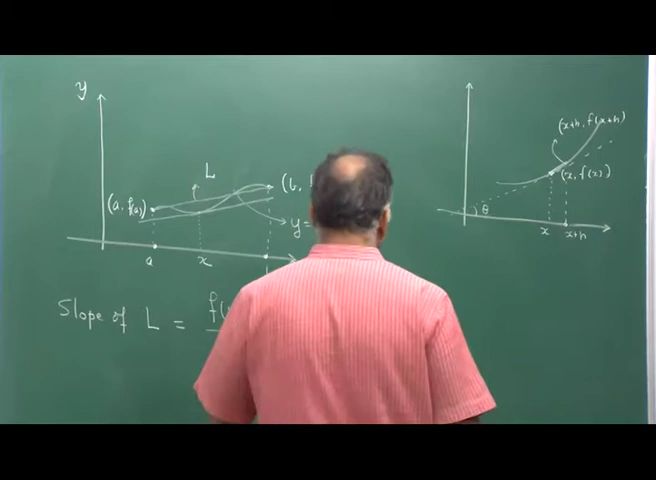 y
L
(a, f(a))
(b,
y =
a
x
Slope of L = f(
(x+h, f(x+h))
(x, f(x))
θ
x
x+h